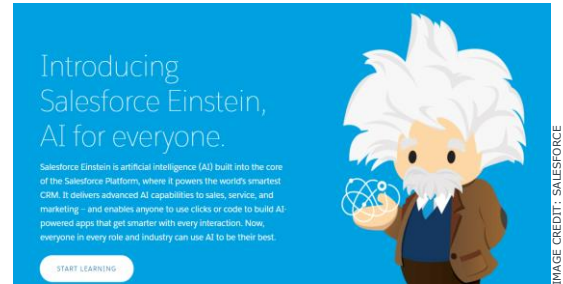 Introducing
Salesforce Einstein,
AI for everyone.
Salesforce Einstein is artificial intelligence (AI) built into the core
of the Salesforce Platform, where it powers the world's smartest
CRM. It delivers advanced AI capabilities to sales, service, and
marketing – and enables anyone to use clicks or code to build AI-
powered apps that get smarter with every interaction. Now,
everyone in every role and industry can use AI to be their best.
START LEARNING
IMAGE CREDIT: SALESFORCE